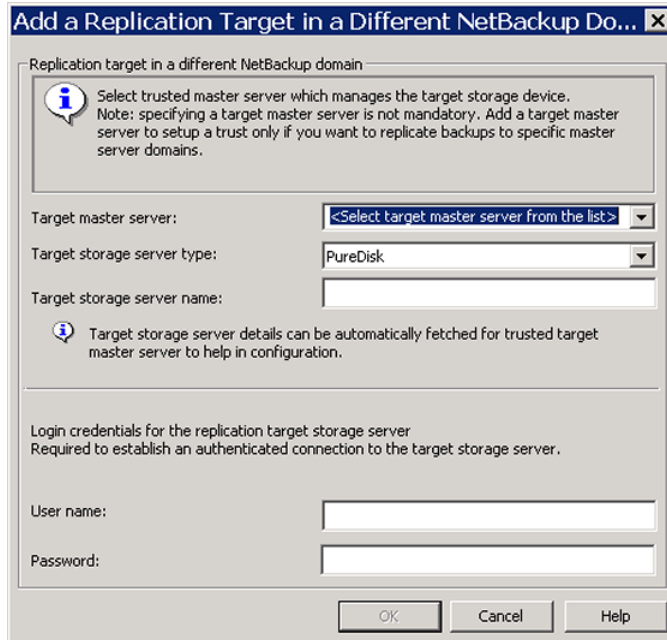 Add a Replication Target in a Different NetBackup Do...
Replication target in a different NetBackup domain
Select trusted master server which manages the target storage device.
Note: specifying a target master server is not mandatory. Add a target master
server to setup a trust only if you want to replicate backups to specific master
server domains.
Target master server: <Select target master server from the list>
Target storage server type: PureDisk
Target storage server name:
Target storage server details can be automatically fetched for trusted target
master server to help in configuration.
Login credentials for the replication target storage server
Required to establish an authenticated connection to the target storage server.
User name:
Password:
OK Cancel Help